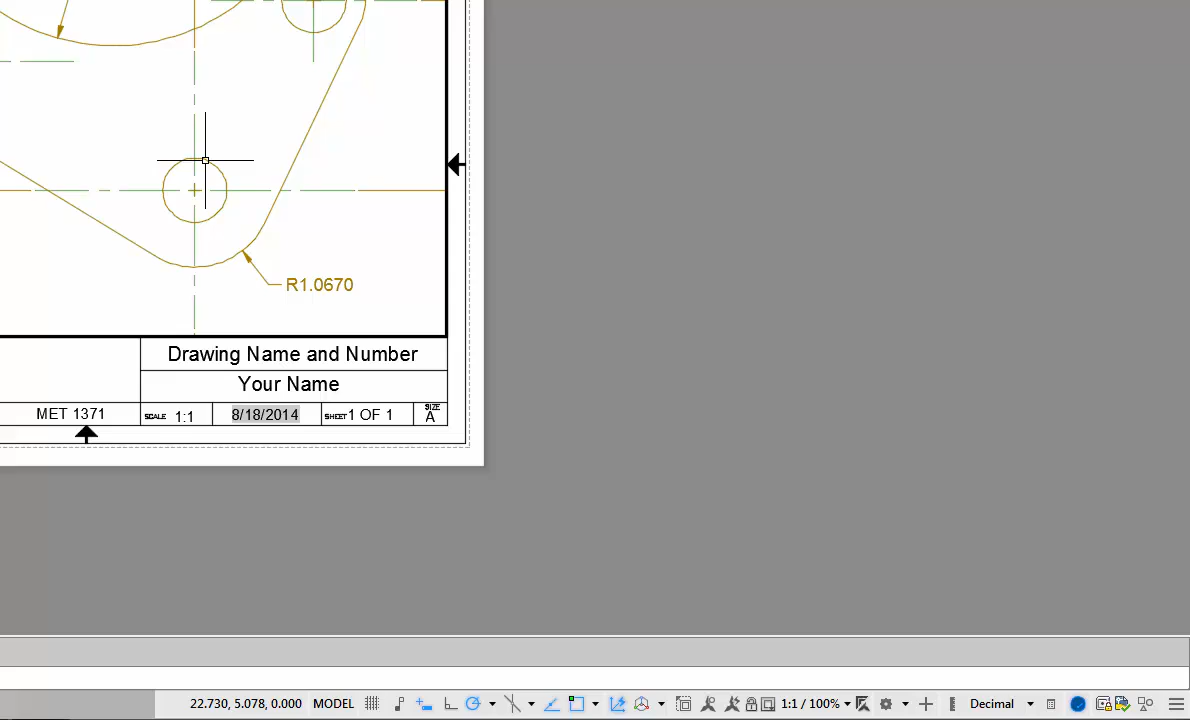 R1.0670
Drawing Name and Number
Your Name
MET 1371 SCALE 1:1 8/18/2014 SHEET 1 OF 1 SIZE A
22.730, 5.078, 0.000 MODEL 1:1 / 100% Decimal